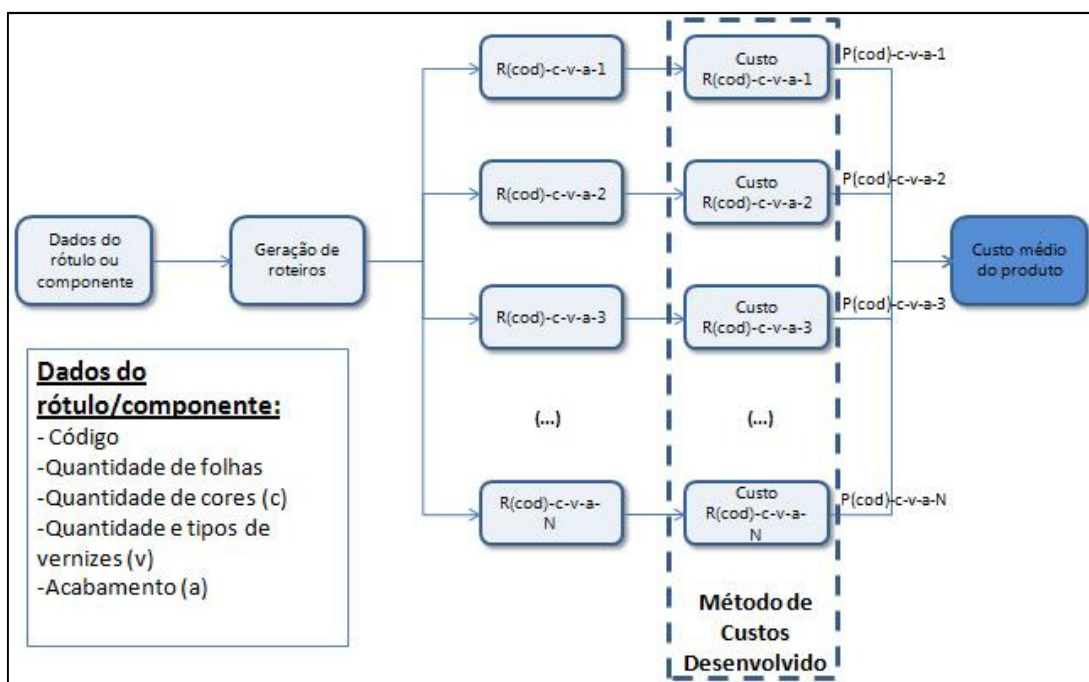 Dados do
rótulo ou
componente
Geração de
roteiros
R(cod)-c-v-a-1
Custo
R(cod)-c-v-a-1
P(cod)-c-v-a-1
R(cod)-c-v-a-2
Custo
R(cod)-c-v-a-2
P(cod)-c-v-a-2
R(cod)-c-v-a-3
Custo
R(cod)-c-v-a-3
P(cod)-c-v-a-3
(...)
(...)
R(cod)-c-v-a-
N
Custo
R(cod)-c-v-a-
N
P(cod)-c-v-a-N
Custo médio
do produto
Método de
Custos
Desenvolvido
Dados do
rótulo/componente:
- Código
-Quantidade de folhas
-Quantidade de cores (c)
-Quantidade e tipos de
vernizes (v)
-Acabamento (a)